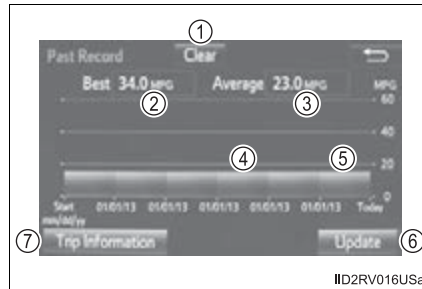 ①
Past Record Clear
Best 34.0 MPG Average 23.0 MPG MPG
② ③ 60
40
④ ⑤ 20
0
Start 01/01/13 01/01/13 01/01/13 01/01/13 01/01/13 Today
mm/dd/yy
⑦ Trip Information Update ⑥
IID2RV016USa